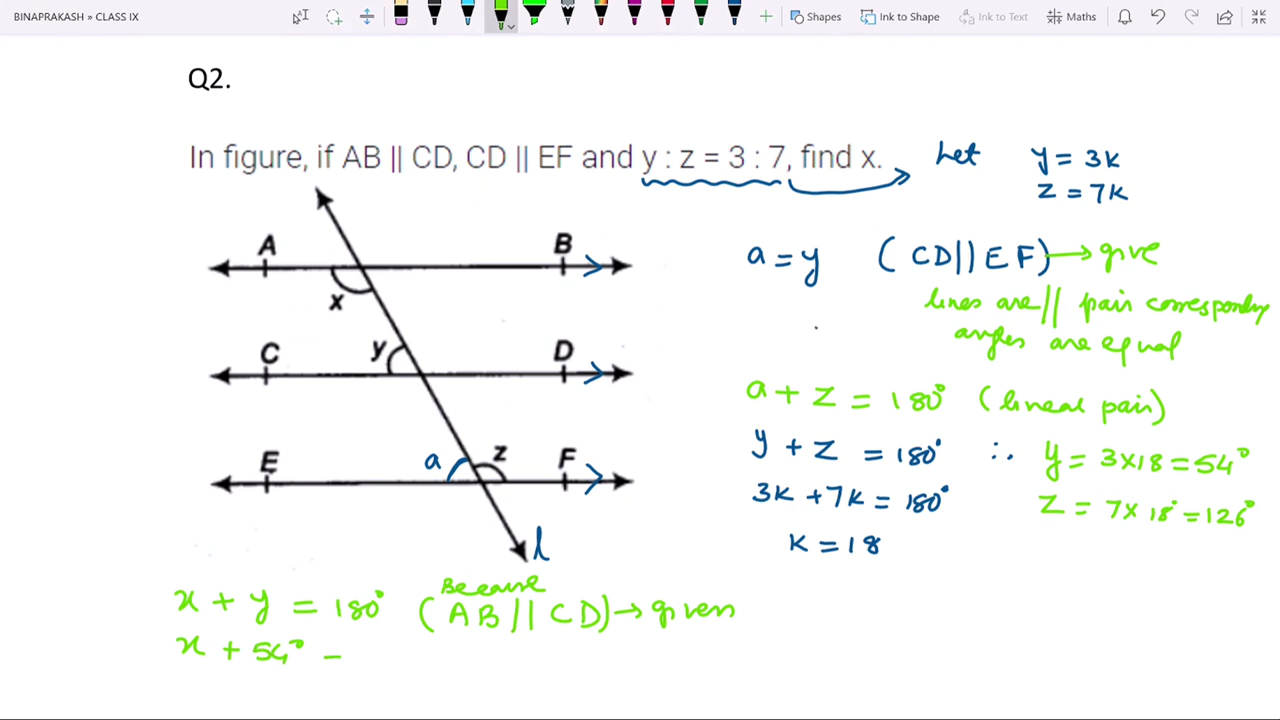 BINAPRAKASH » CLASS IX
Shapes Ink to Shape Ink to Text Maths
Q2.
In figure, if AB || CD, CD || EF and y : z = 3 : 7, find x.
Let y = 3k
z = 7k
A B
x
C y D
E a z F
l
a = y (CD || EF) → give
lines are || pair corresponding
angles are equal
a + z = 180° (linear pair)
y + z = 180°
3k + 7k = 180°
k = 18
∴ y = 3×18 = 54°
z = 7×18° = 126°
x + y = 180° (Because AB || CD) → given
x + 54° =